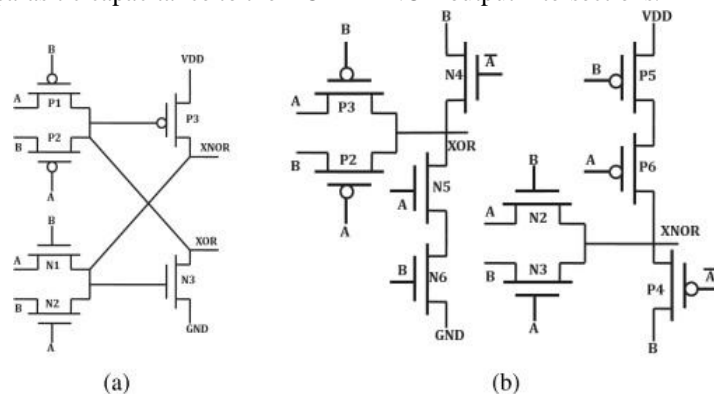 B
A
P1
P2
B
A
B
A
N1
N2
B
A
VDD
P3
XNOR
XOR
N3
GND
(a)
B
A
P3
B
P2
A
B
N4
A̅
XOR
A
N5
B
N6
GND
VDD
B
P5
A
P6
B
A
N2
B
N3
A
XNOR
P4
A̅
B
(b)